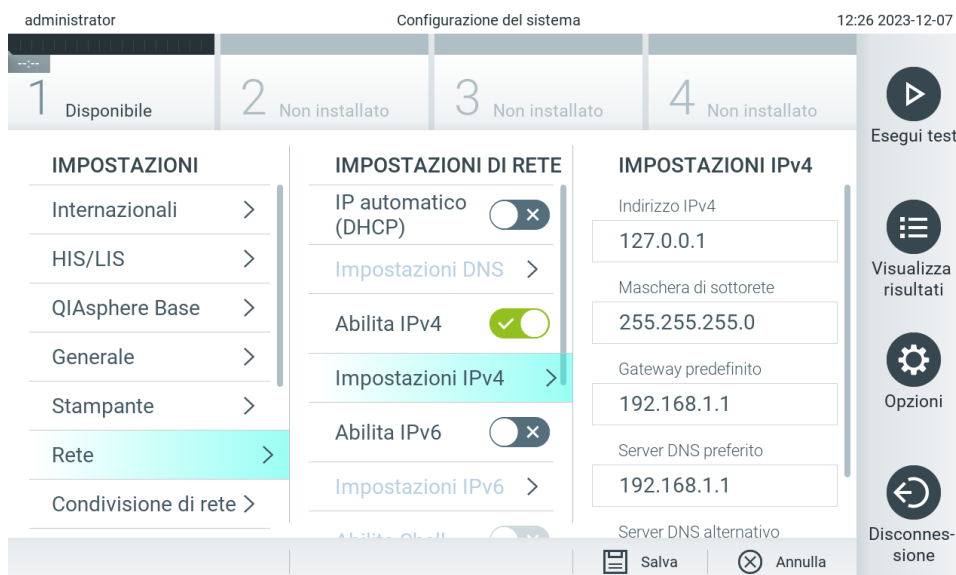 administrator
Configurazione del sistema
12:26 2023-12-07
--:--
1 Disponibile
2 Non installato
3 Non installato
4 Non installato
Esegui test
Visualizza
risultati
Opzioni
Disconnes-
sione
IMPOSTAZIONI
Internazionali
HIS/LIS
QIAsphere Base
Generale
Stampante
Rete
Condivisione di rete
IMPOSTAZIONI DI RETE
IP automatico
(DHCP)
Impostazioni DNS
Abilita IPv4
Impostazioni IPv4
Abilita IPv6
Impostazioni IPv6
Abilita Shell
IMPOSTAZIONI IPv4
Indirizzo IPv4
127.0.0.1
Maschera di sottorete
255.255.255.0
Gateway predefinito
192.168.1.1
Server DNS preferito
192.168.1.1
Server DNS alternativo
Salva
Annulla